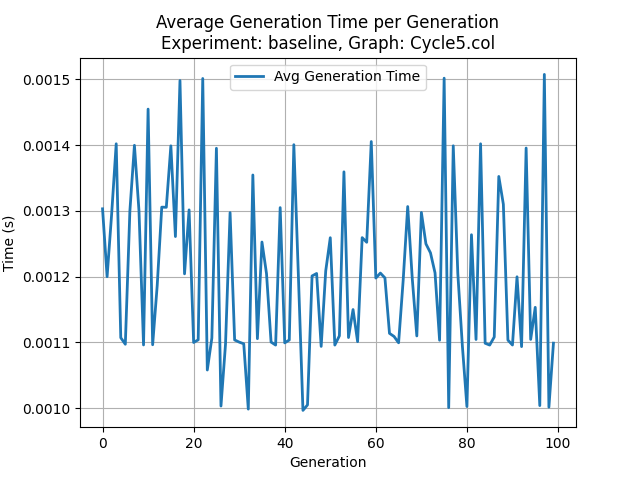 Average Generation Time per Generation
Experiment: baseline, Graph: Cycle5.col
Avg Generation Time
0.0015
0.0014
0.0013
0.0012
0.0011
0.0010
Time (s)
0 20 40 60 80 100
Generation